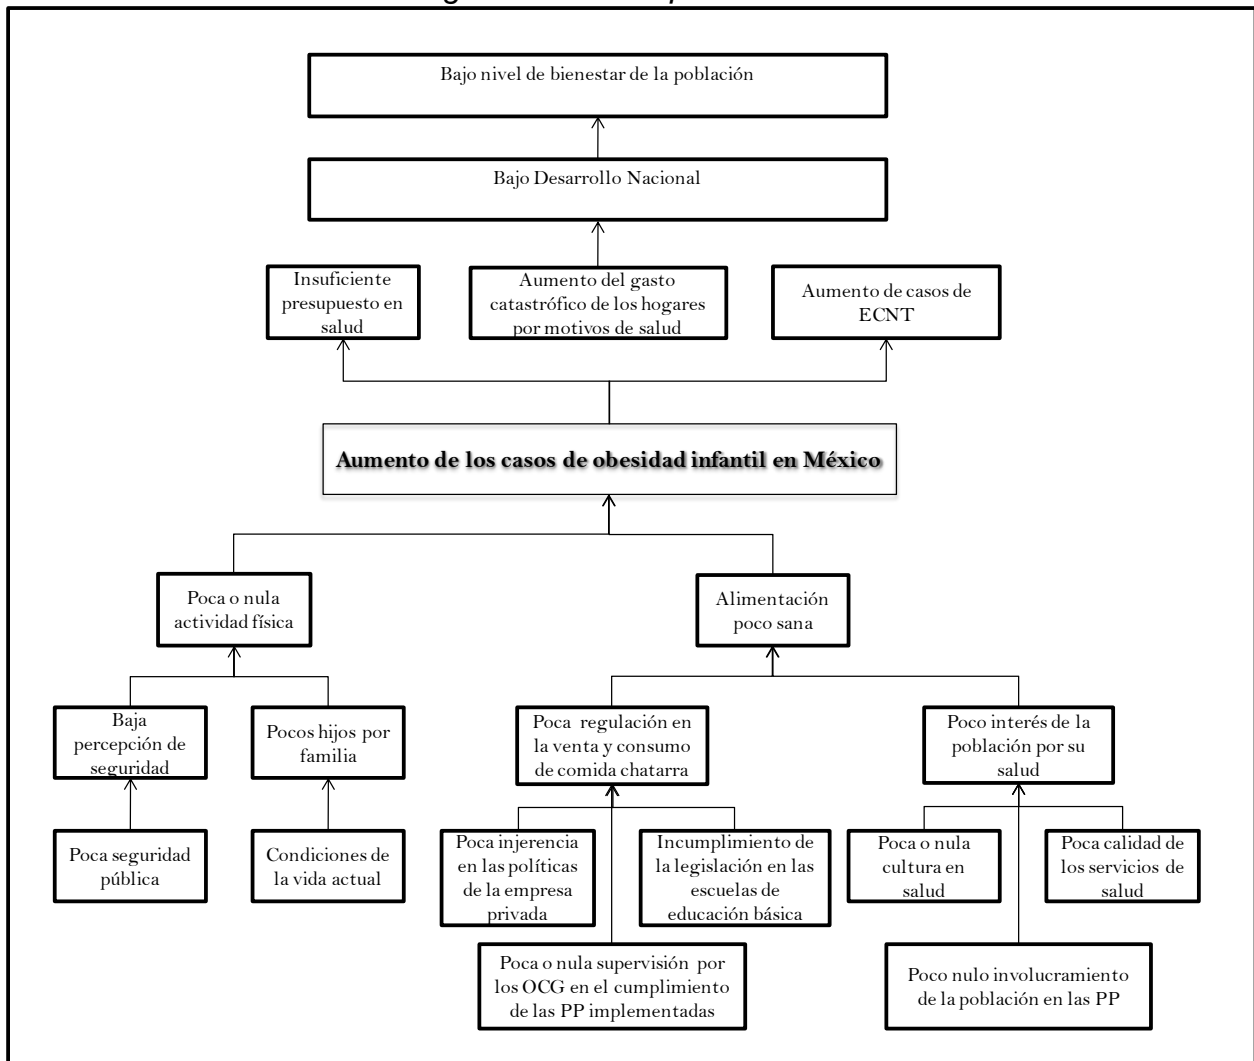 Bajo nivel de bienestar de la población
Bajo Desarrollo Nacional
Insuficiente
presupuesto en
salud
Aumento del gasto
catastrófico de los hogares
por motivos de salud
Aumento de casos de
ECNT
Aumento de los casos de obesidad infantil en México
Poca o nula
actividad física
Alimentación
poco sana
Baja
percepción de
seguridad
Pocos hijos por
familia
Poca regulación en
la venta y consumo
de comida chatarra
Poco interés de la
población por su
salud
Poca seguridad
pública
Condiciones de
la vida actual
Poca injerencia
en las políticas
de la empresa
privada
Incumplimiento de
la legislación en las
escuelas de
educación básica
Poca o nula
cultura en
salud
Poca calidad de
los servicios de
salud
Poca o nula supervisión por
los OCG en el cumplimiento
de las PP implementadas
Poco nulo involucramiento
de la población en las PP